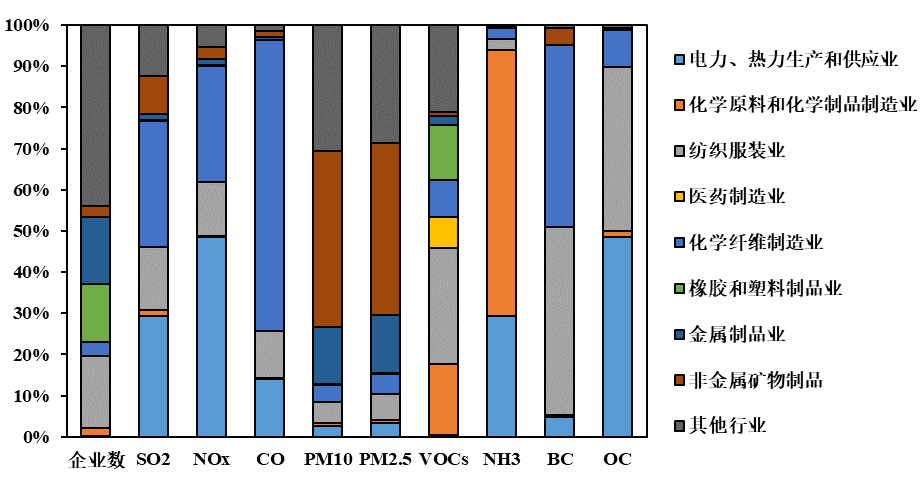 100%
90%
80%
70%
60%
50%
40%
30%
20%
10%
0%
企业数 SO2 NOx CO PM10 PM2.5 VOCs NH3 BC OC
电力、热力生产和供应业
化学原料和化学制品制造业
纺织服装业
医药制造业
化学纤维制造业
橡胶和塑料制品业
金属制品业
非金属矿物制品
其他行业